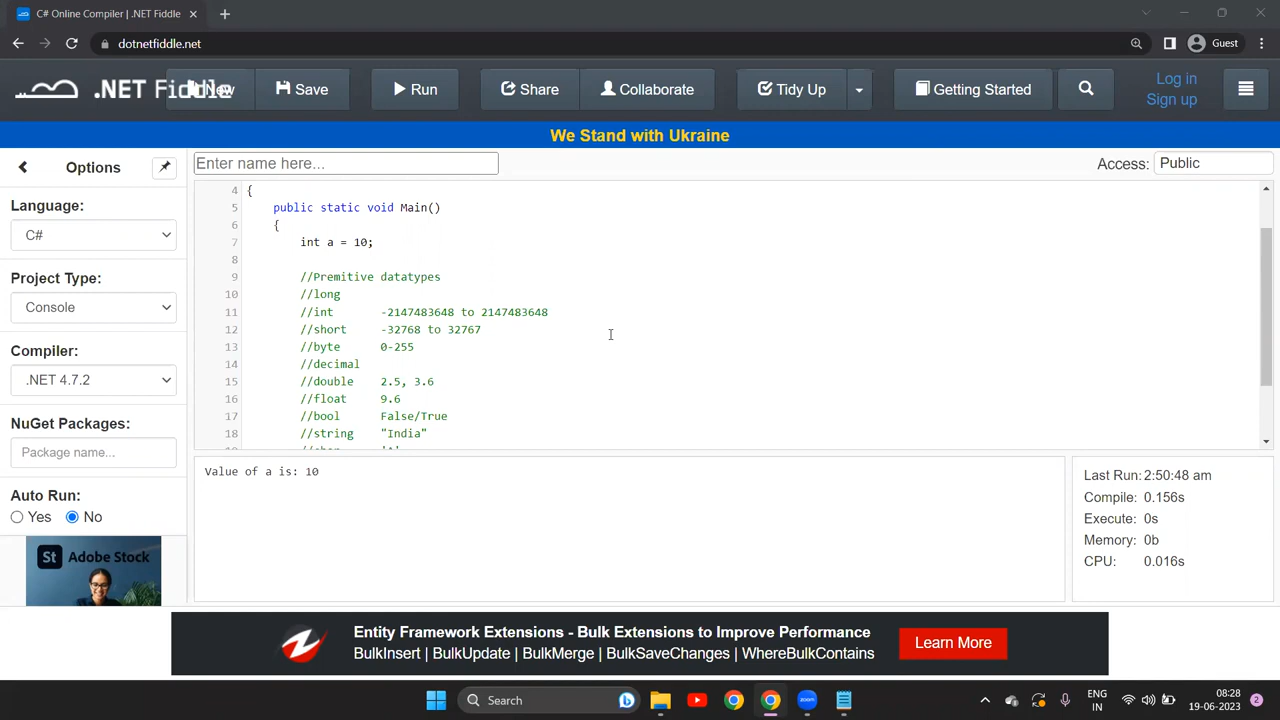 C# Online Compiler | .NET Fiddle
dotnetfiddle.net
Guest
.NET Fiddle
New
Save
Run
Share
Collaborate
Tidy Up
Getting Started
Log in
Sign up
We Stand with Ukraine
Options
Enter name here...
Access: Public
Language:
C#
Project Type:
Console
Compiler:
.NET 4.7.2
NuGet Packages:
Package name...
Auto Run:
Yes No
St Adobe Stock
4 {
5 public static void Main()
6 {
7 int a = 10;
8
9 //Premitive datatypes
10 //long
11 //int -2147483648 to 2147483648
12 //short -32768 to 32767
13 //byte 0-255
14 //decimal
15 //double 2.5, 3.6
16 //float 9.6
17 //bool False/True
18 //string "India"
Value of a is: 10
Last Run: 2:50:48 am
Compile: 0.156s
Execute: 0s
Memory: 0b
CPU: 0.016s
Entity Framework Extensions - Bulk Extensions to Improve Performance
BulkInsert | BulkUpdate | BulkMerge | BulkSaveChanges | WhereBulkContains
Learn More
Search
zoom
ENG
IN
08:28
19-06-2023
2